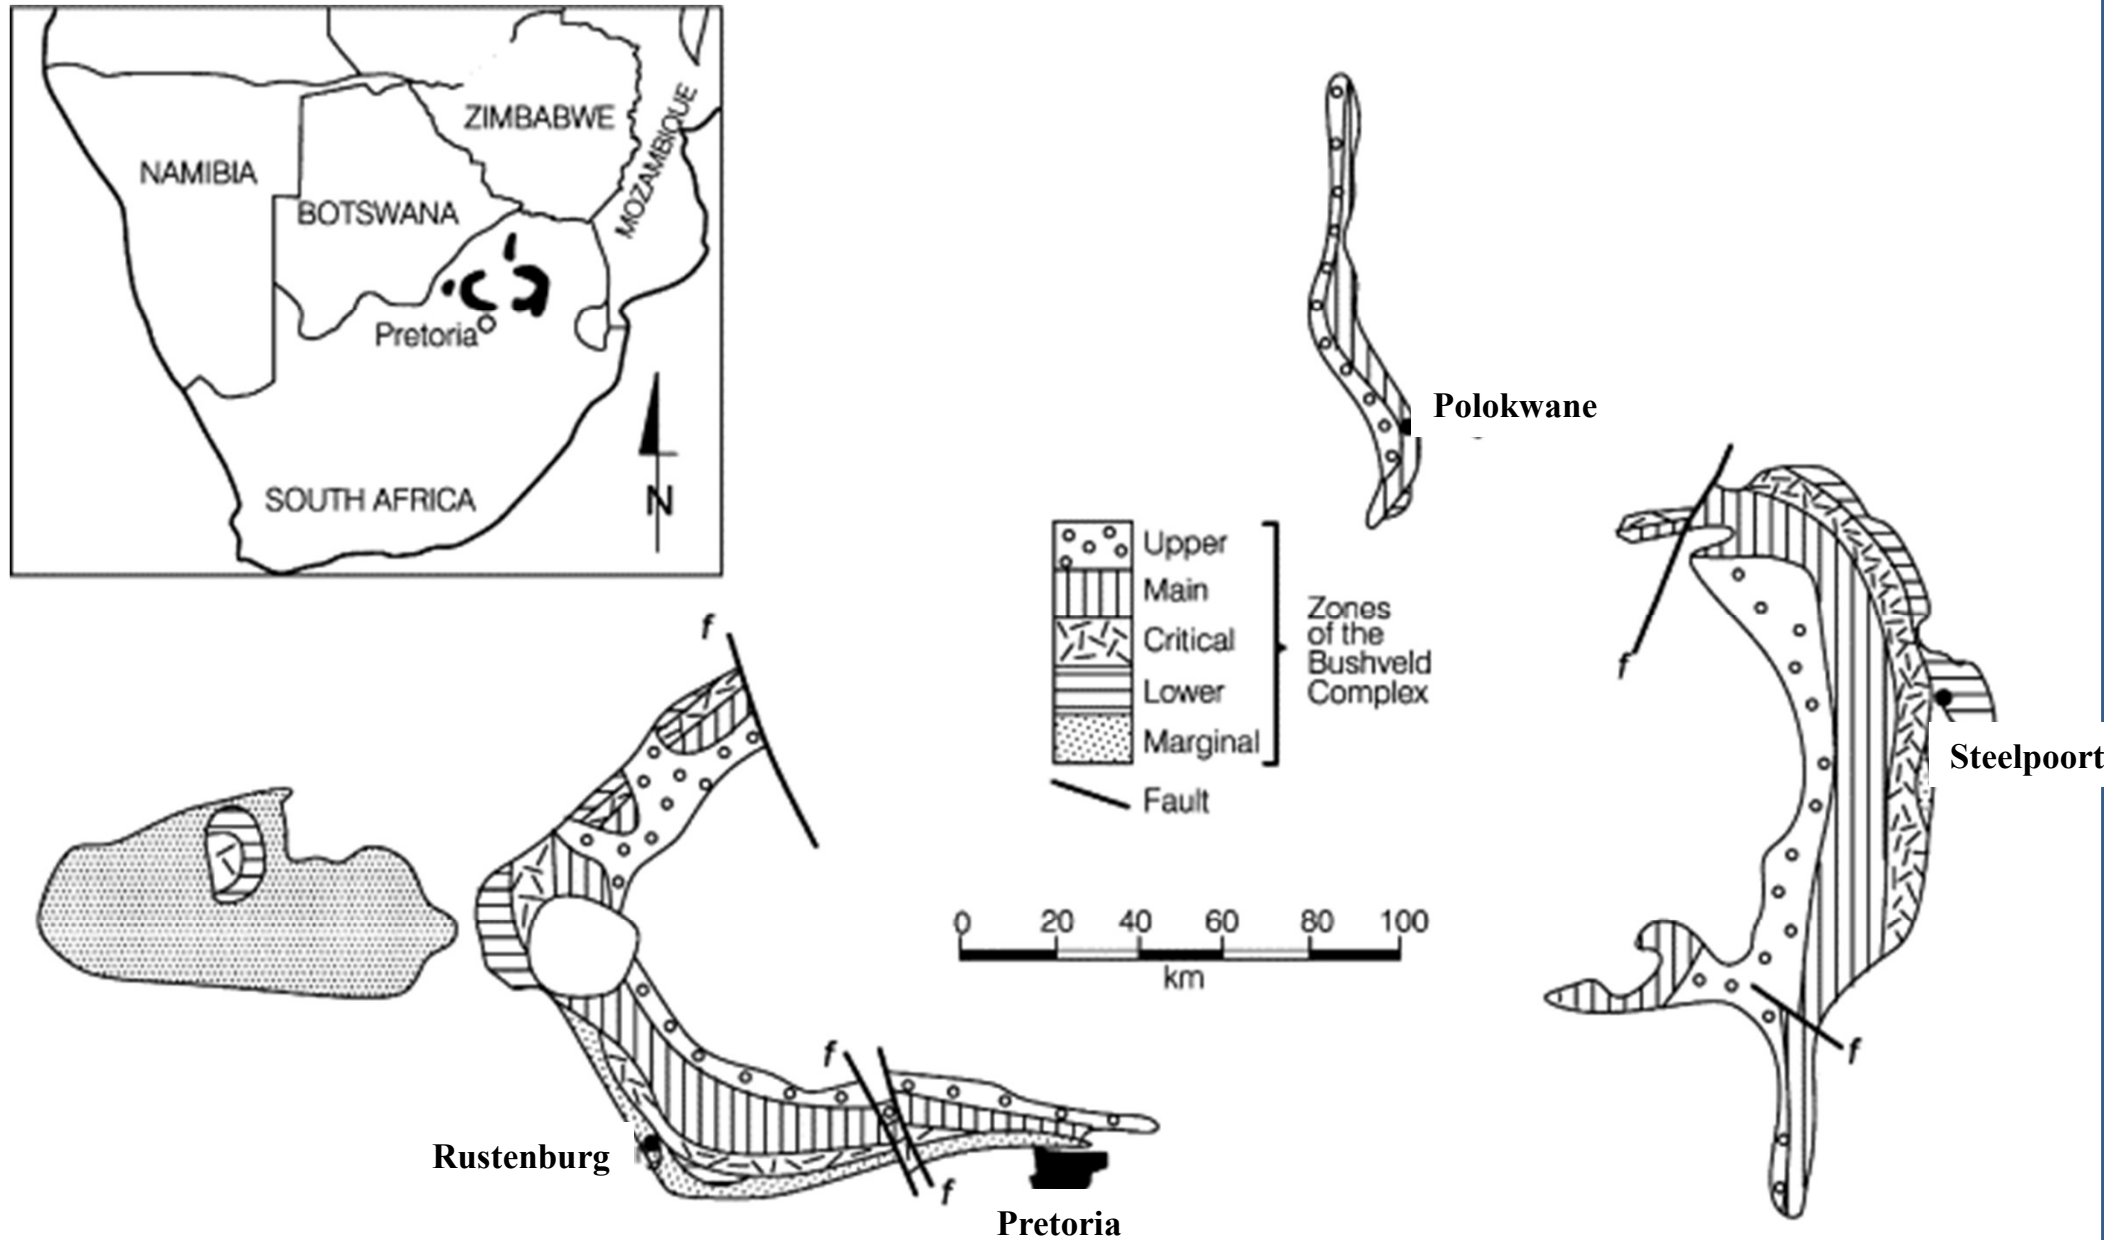 ZIMBABWE
NAMIBIA
MOZAMBIQUE
BOTSWANA
Pretoria
SOUTH AFRICA
N
Polokwane
Upper
Main
Critical
Lower
Marginal
Fault
Zones
of the
Bushveld
Complex
f
f
Steelpoort
0 20 40 60 80 100
km
f
f
f
Rustenburg
Pretoria